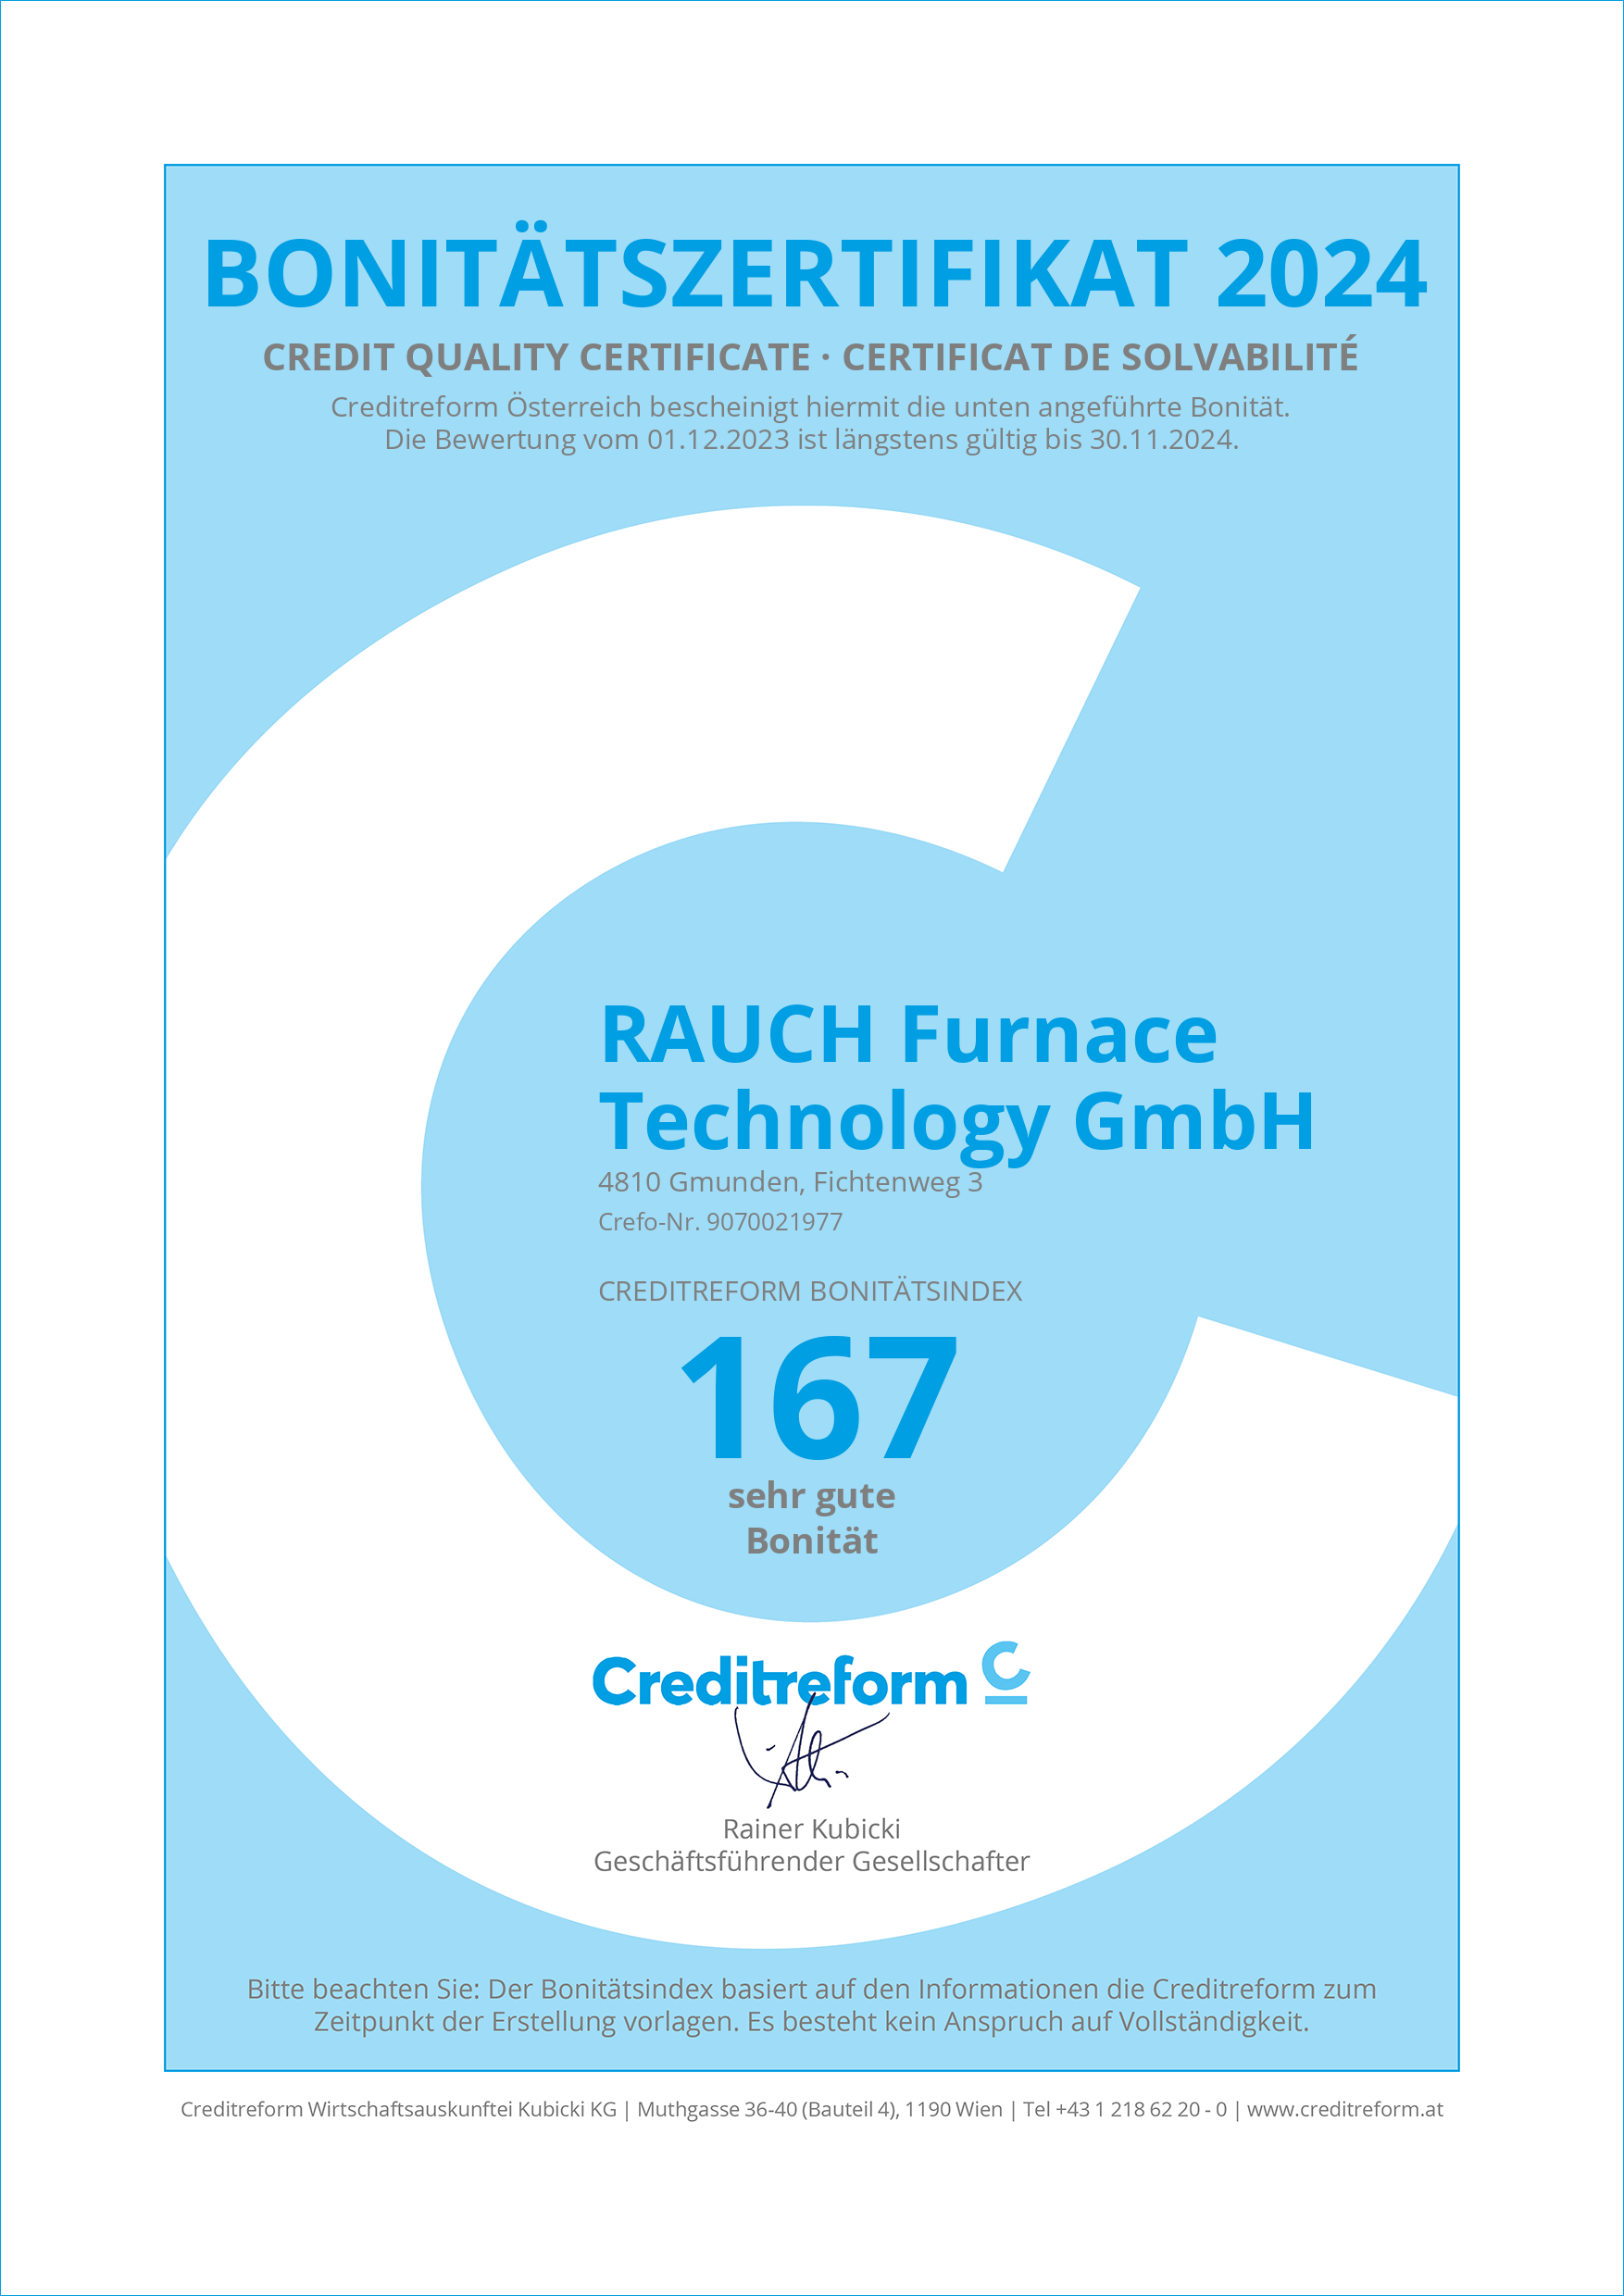 BONITÄTSZERTIFIKAT 2024
CREDIT QUALITY CERTIFICATE · CERTIFICAT DE SOLVABILITÉ
Creditreform Österreich bescheinigt hiermit die unten angeführte Bonität.
Die Bewertung vom 01.12.2023 ist längstens gültig bis 30.11.2024.
RAUCH Furnace
Technology GmbH
4810 Gmunden, Fichtenweg 3
Crefo-Nr. 9070021977
CREDITREFORM BONITÄTSINDEX
167
sehr gute
Bonität
Creditreform C
Rainer Kubicki
Geschäftsführender Gesellschafter
Bitte beachten Sie: Der Bonitätsindex basiert auf den Informationen die Creditreform zum
Zeitpunkt der Erstellung vorlagen. Es besteht kein Anspruch auf Vollständigkeit.
Creditreform Wirtschaftsauskunftei Kubicki KG | Muthgasse 36-40 (Bauteil 4), 1190 Wien | Tel +43 1 218 62 20 - 0 | www.creditreform.at